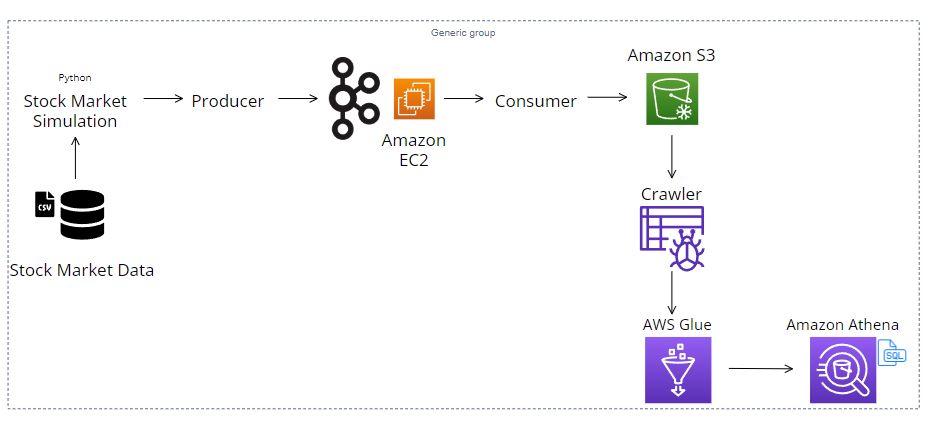 Generic group
Amazon S3
Python
Stock Market
Simulation
Producer
Consumer
Amazon
EC2
Crawler
CSV
Stock Market Data
AWS Glue
Amazon Athena
SQL